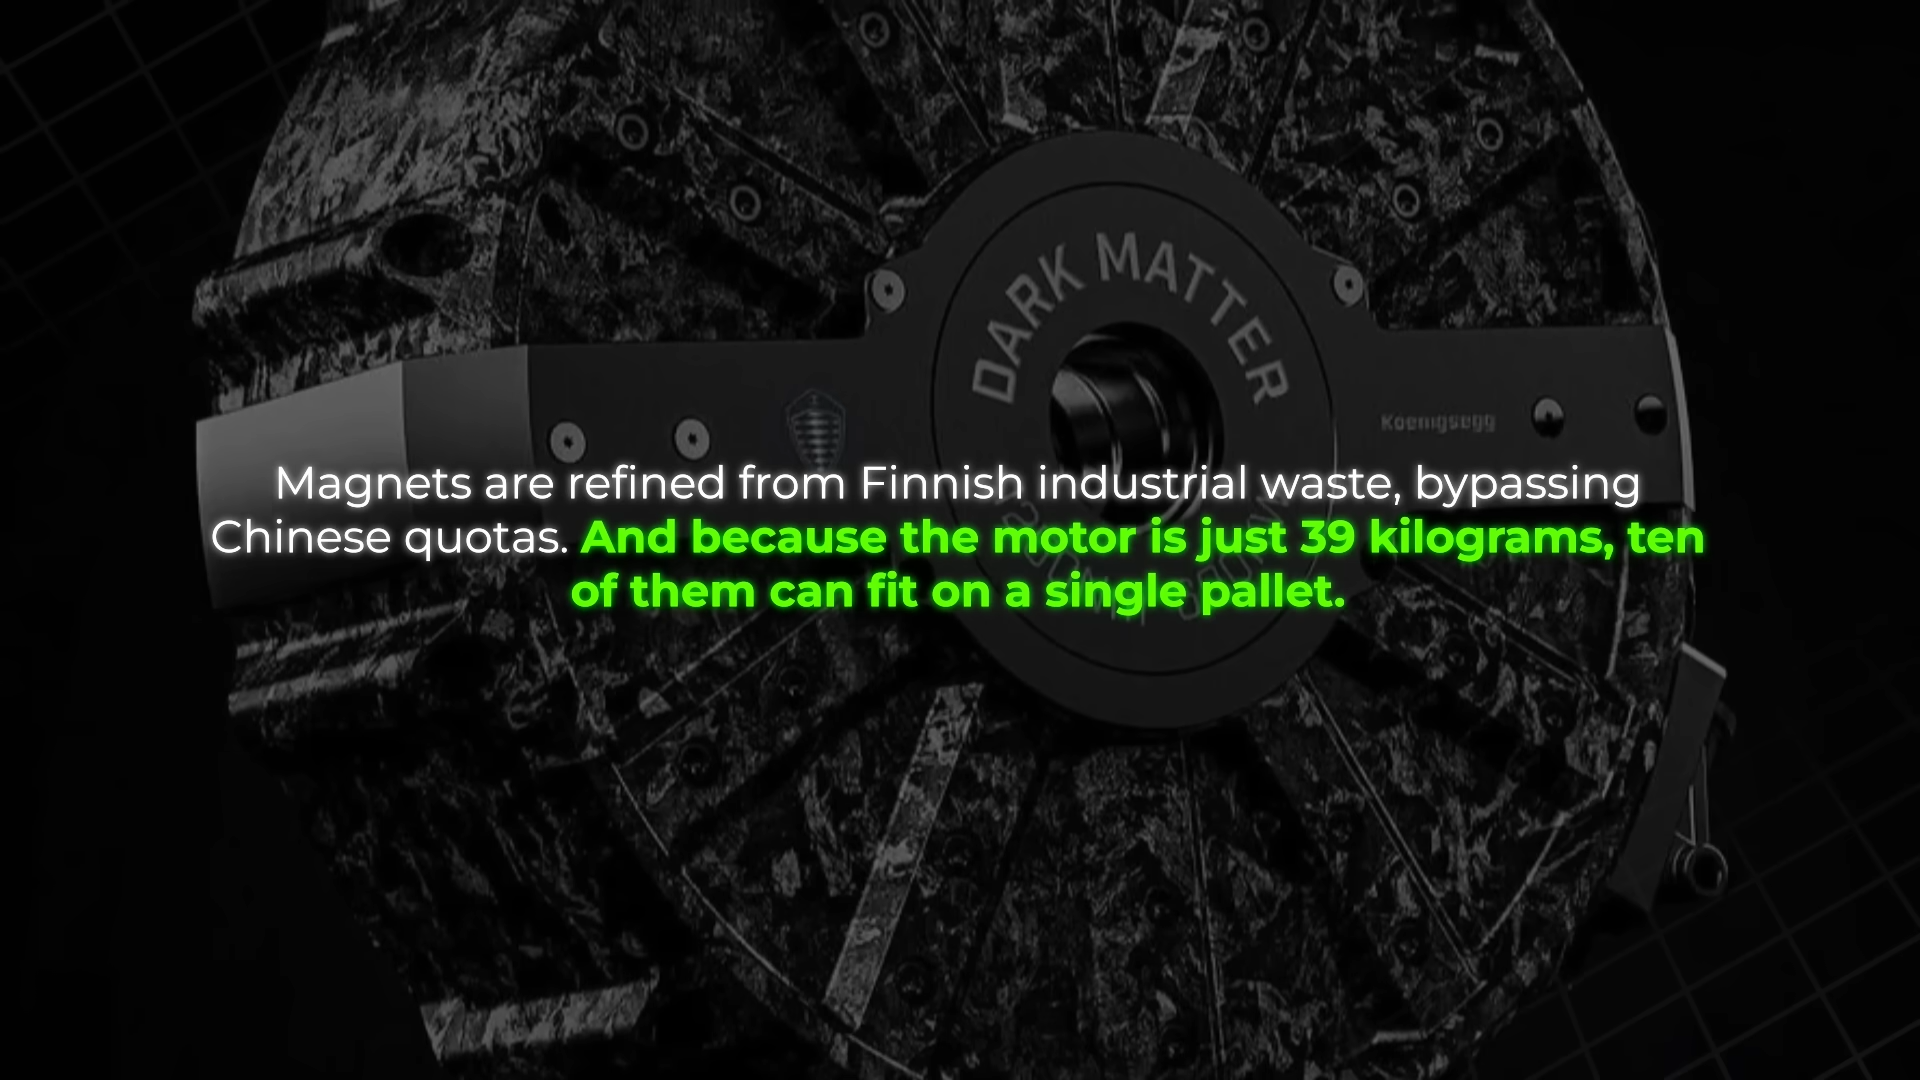 DARK MATTER
Koenigsegg
Magnets are refined from Finnish industrial waste, bypassing
Chinese quotas. And because the motor is just 39 kilograms, ten
of them can fit on a single pallet.